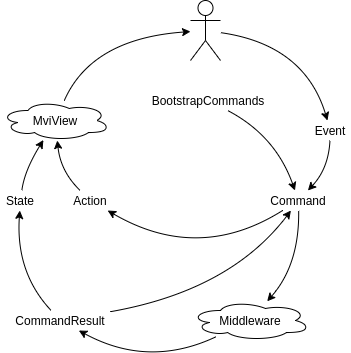 BootstrapCommands
MviView
Event
State
Action
Command
CommandResult
Middleware